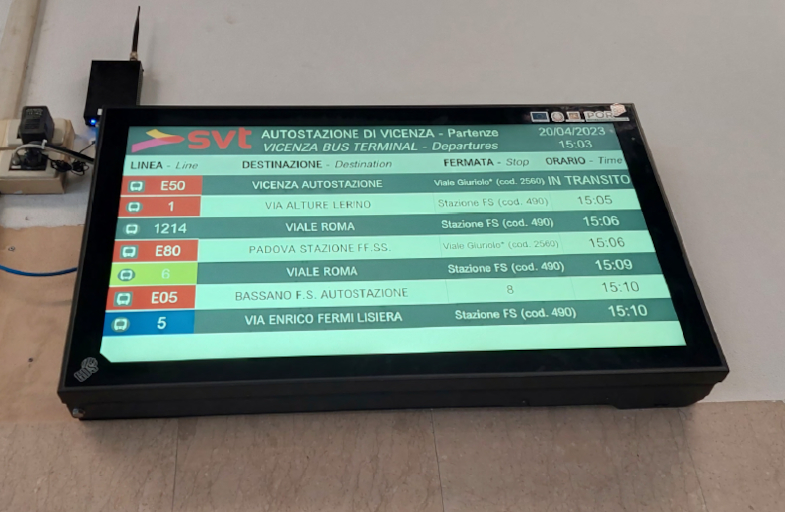 svt AUTOSTAZIONE DI VICENZA - Partenze 20/04/2023
VICENZA BUS TERMINAL - Departures 15:03
LINEA - Line DESTINAZIONE - Destination FERMATA - Stop ORARIO - Time
E50 VICENZA AUTOSTAZIONE Viale Giuriolo* (cod. 2560) IN TRANSITO
1 VIA ALTURE LERINO Stazione FS (cod. 490) 15:05
1214 VIALE ROMA Stazione FS (cod. 490) 15:06
E80 PADOVA STAZIONE FF.SS. Viale Giuriolo* (cod. 2560) 15:06
6 VIALE ROMA Stazione FS (cod. 490) 15:09
E05 BASSANO F.S. AUTOSTAZIONE 8 15:10
5 VIA ENRICO FERMI LISIERA Stazione FS (cod. 490) 15:10